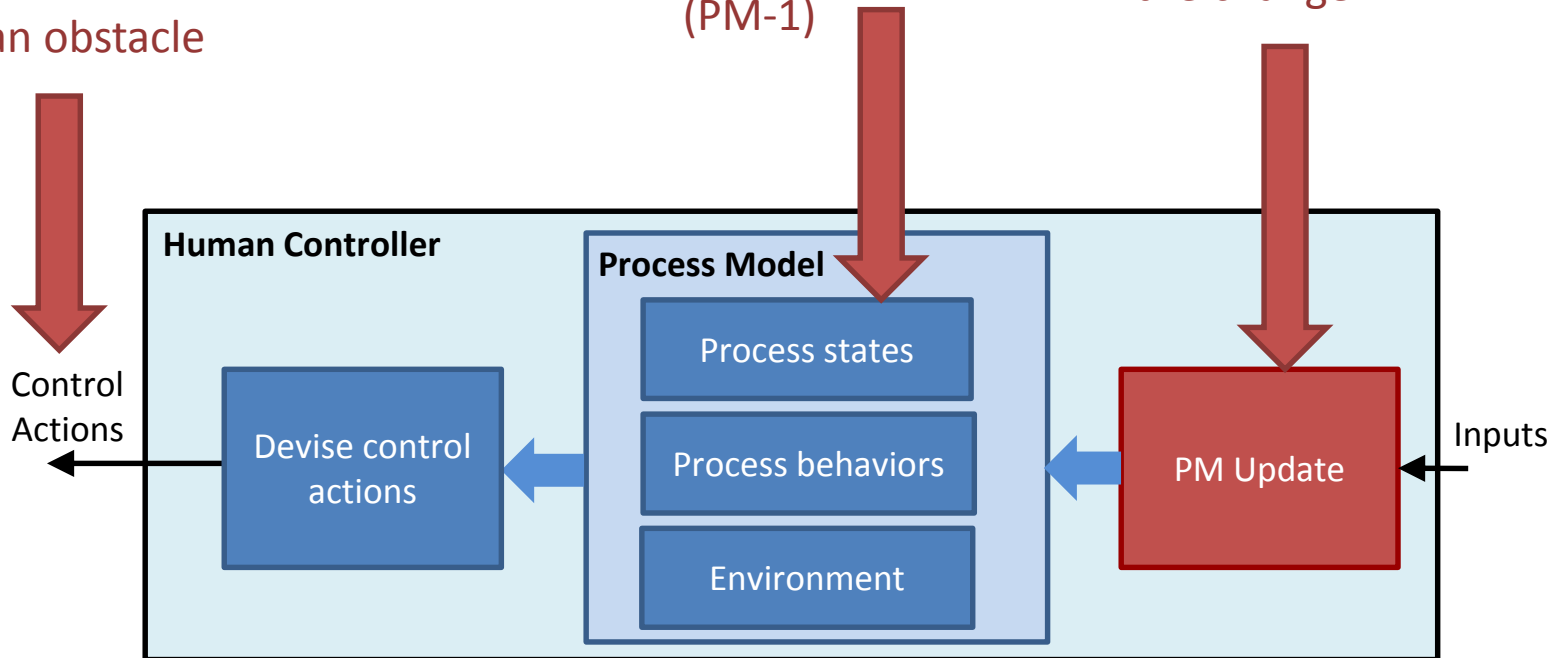 an obstacle
(PM-1)
Human Controller
Process Model
Process states
Control
Actions
Devise control
actions
Process behaviors
PM Update
Inputs
Environment